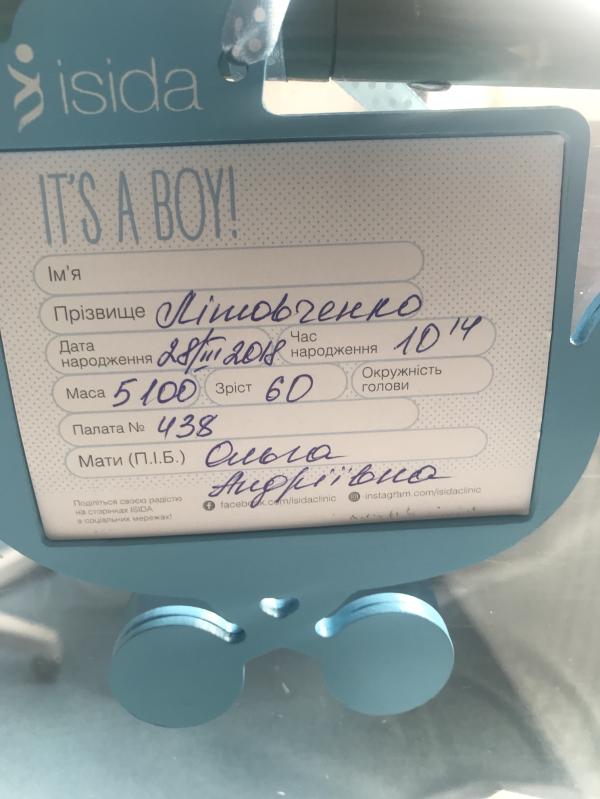 isida
IT'S A BOY!
Ім'я
Прізвище Літовченко
Дата народження 28/III 2018 Час народження 10 14
Маса 5100 Зріст 60 Окружність голови
Палата № 438
Мати (П.І.Б.) Ольга
Андріївна
Поділіться своєю радістю
на сторінках ISIDA
в соціальних мережах!
facebook.com/isidaclinic instagram.com/isidaclinic